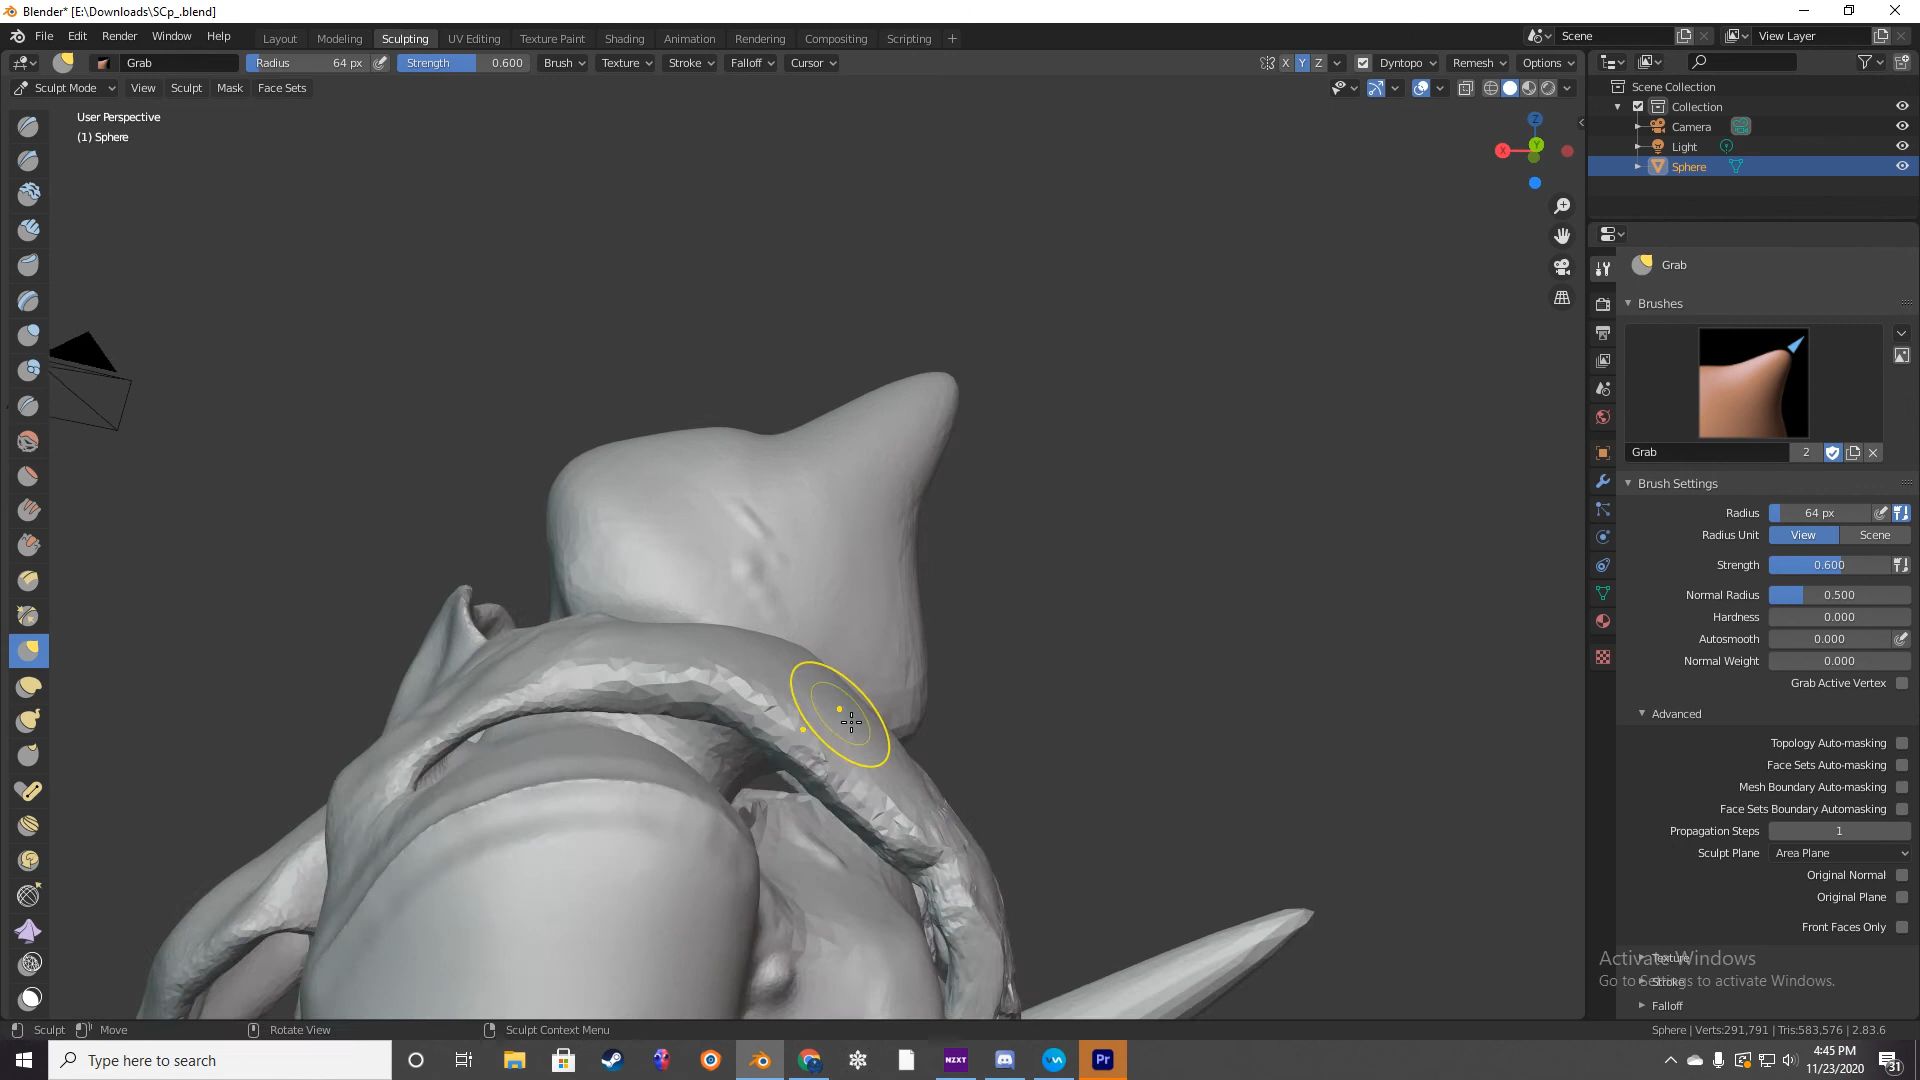 Blender* [E:\Downloads\SCp_.blend]
File Edit Render Window Help
Layout Modeling Sculpting UV Editing Texture Paint Shading Animation Rendering Compositing Scripting
Scene
View Layer
Grab
Radius 64 px
Strength 0.600
Brush Texture Stroke Falloff Cursor
X Y Z
Dyntopo Remesh Options
Sculpt Mode View Sculpt Mask Face Sets
User Perspective
(1) Sphere
Z
Y
X
Scene Collection
Collection
Camera
Light
Sphere
Grab
Brushes
Grab 2
Brush Settings
Radius 64 px
Radius Unit View Scene
Strength 0.600
Normal Radius 0.500
Hardness 0.000
Autosmooth 0.000
Normal Weight 0.000
Grab Active Vertex
Advanced
Topology Auto-masking
Face Sets Auto-masking
Mesh Boundary Auto-masking
Face Sets Boundary Automasking
Propagation Steps 1
Sculpt Plane Area Plane
Original Normal
Original Plane
Front Faces Only
Texture
Stroke
Falloff
Activate Windows
Go to Settings to activate Windows.
Sculpt Move Rotate View Sculpt Context Menu
Sphere | Verts:291,791 | Tris:583,576 | 2.83.6
Type here to search
NZXT
Pr
4:45 PM
11/23/2020
31